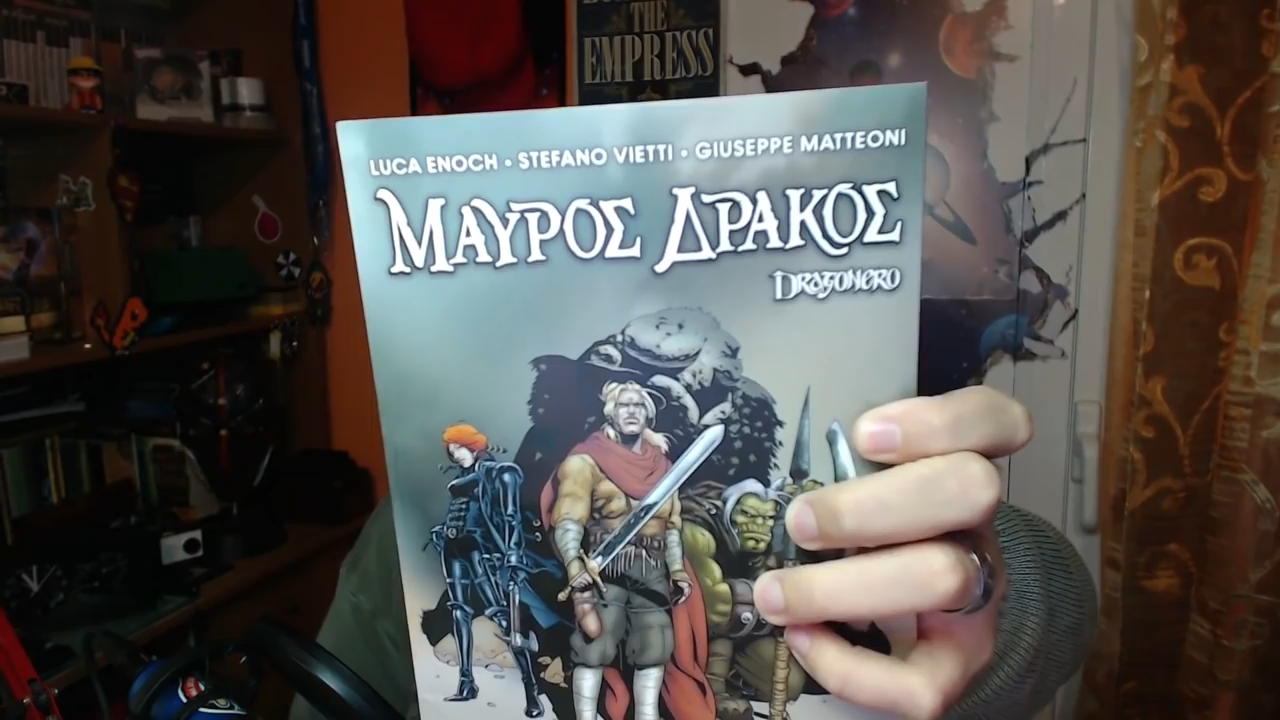 THE
EMPRESS
LUCA ENOCH • STEFANO VIETTI • GIUSEPPE MATTEONI
ΜΑΥΡΟΣ ΔΡΑΚΟΣ
DRAGONERO